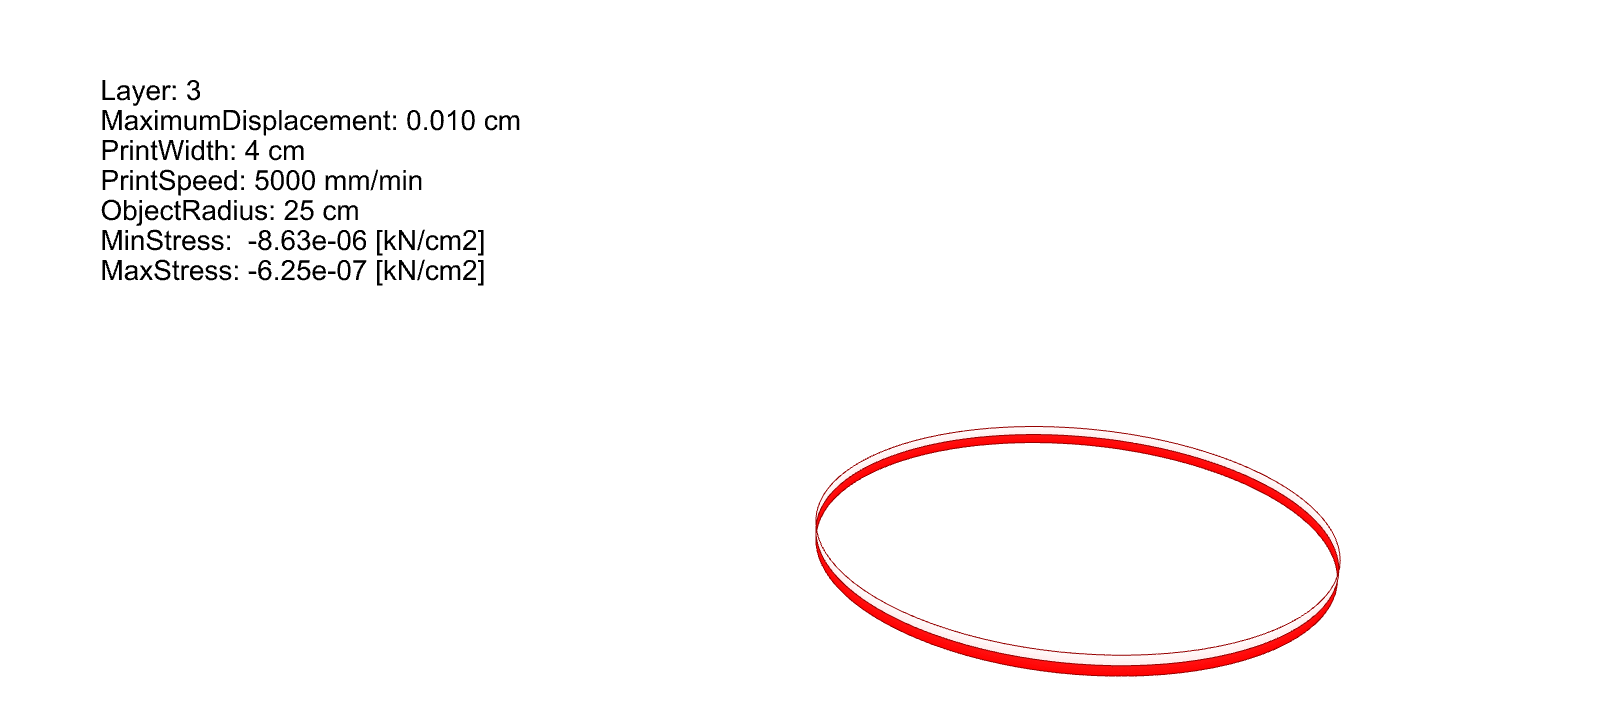 Layer: 3
MaximumDisplacement: 0.010 cm
PrintWidth: 4 cm
PrintSpeed: 5000 mm/min
ObjectRadius: 25 cm
MinStress:  -8.63e-06 [kN/cm2]
MaxStress: -6.25e-07 [kN/cm2]